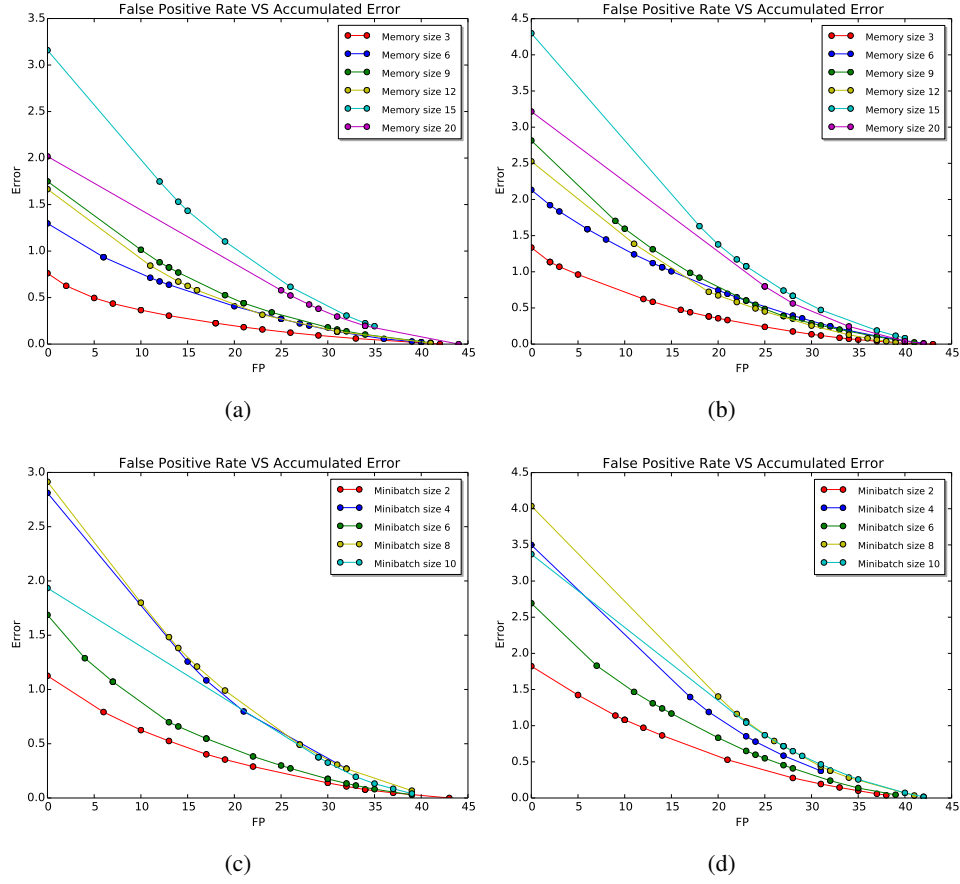 False Positive Rate VS Accumulated Error
3.5
3.0
2.5
2.0
1.5
1.0
0.5
0.0
Error
0 5 10 15 20 25 30 35 40 45
FP
Memory size 3
Memory size 6
Memory size 9
Memory size 12
Memory size 15
Memory size 20
(a)
False Positive Rate VS Accumulated Error
4.5
4.0
3.5
3.0
2.5
2.0
1.5
1.0
0.5
0.0
Error
0 5 10 15 20 25 30 35 40 45
FP
Memory size 3
Memory size 6
Memory size 9
Memory size 12
Memory size 15
Memory size 20
(b)
False Positive Rate VS Accumulated Error
3.0
2.5
2.0
1.5
1.0
0.5
0.0
Error
0 5 10 15 20 25 30 35 40 45
FP
Minibatch size 2
Minibatch size 4
Minibatch size 6
Minibatch size 8
Minibatch size 10
(c)
False Positive Rate VS Accumulated Error
4.5
4.0
3.5
3.0
2.5
2.0
1.5
1.0
0.5
0.0
Error
0 5 10 15 20 25 30 35 40 45
FP
Minibatch size 2
Minibatch size 4
Minibatch size 6
Minibatch size 8
Minibatch size 10
(d)